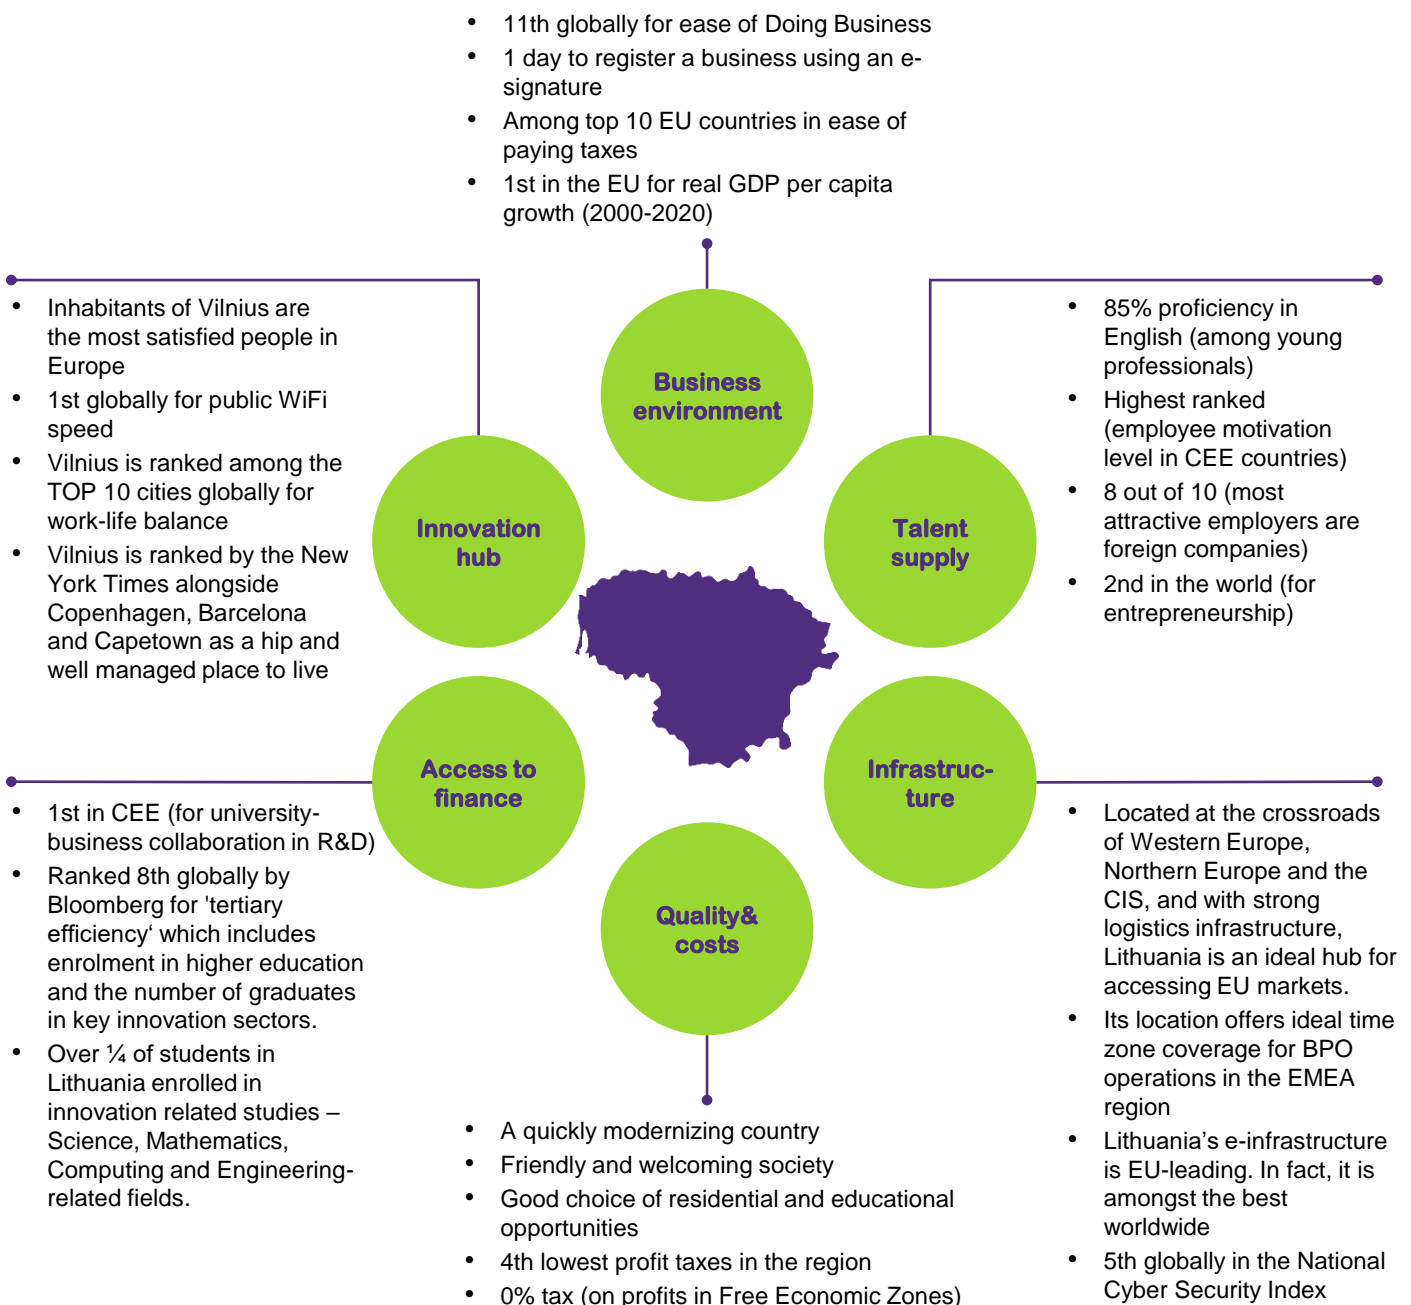 • 11th globally for ease of Doing Business
• 1 day to register a business using an e-
signature
• Among top 10 EU countries in ease of
paying taxes
• 1st in the EU for real GDP per capita
growth (2000-2020)
Business
environment
• Inhabitants of Vilnius are
the most satisfied people in
Europe
• 1st globally for public WiFi
speed
• Vilnius is ranked among the
TOP 10 cities globally for
work-life balance
• Vilnius is ranked by the New
York Times alongside
Copenhagen, Barcelona
and Capetown as a hip and
well managed place to live
Innovation
hub
Talent
supply
• 85% proficiency in
English (among young
professionals)
• Highest ranked
(employee motivation
level in CEE countries)
• 8 out of 10 (most
attractive employers are
foreign companies)
• 2nd in the world (for
entrepreneurship)
Access to
finance
• 1st in CEE (for university-
business collaboration in R&D)
• Ranked 8th globally by
Bloomberg for 'tertiary
efficiency‘ which includes
enrolment in higher education
and the number of graduates
in key innovation sectors.
• Over ¼ of students in
Lithuania enrolled in
innovation related studies –
Science, Mathematics,
Computing and Engineering-
related fields.
Infrastruc-
ture
• Located at the crossroads
of Western Europe,
Northern Europe and the
CIS, and with strong
logistics infrastructure,
Lithuania is an ideal hub for
accessing EU markets.
• Its location offers ideal time
zone coverage for BPO
operations in the EMEA
region
• Lithuania’s e-infrastructure
is EU-leading. In fact, it is
amongst the best
worldwide
• 5th globally in the National
Cyber Security Index
Quality&
costs
• A quickly modernizing country
• Friendly and welcoming society
• Good choice of residential and educational
opportunities
• 4th lowest profit taxes in the region
• 0% tax (on profits in Free Economic Zones)